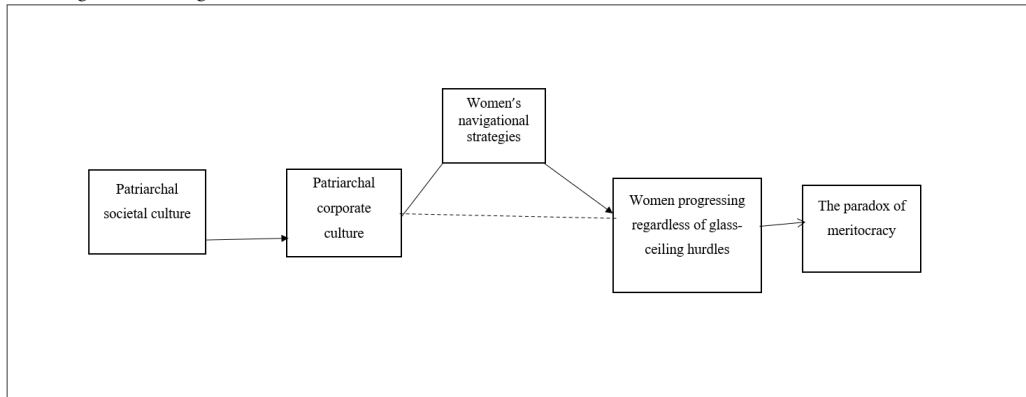 Women's
navigational
strategies
Patriarchal
societal culture
Patriarchal
corporate
culture
Women progressing
regardless of glass-
ceiling hurdles
The paradox of
meritocracy